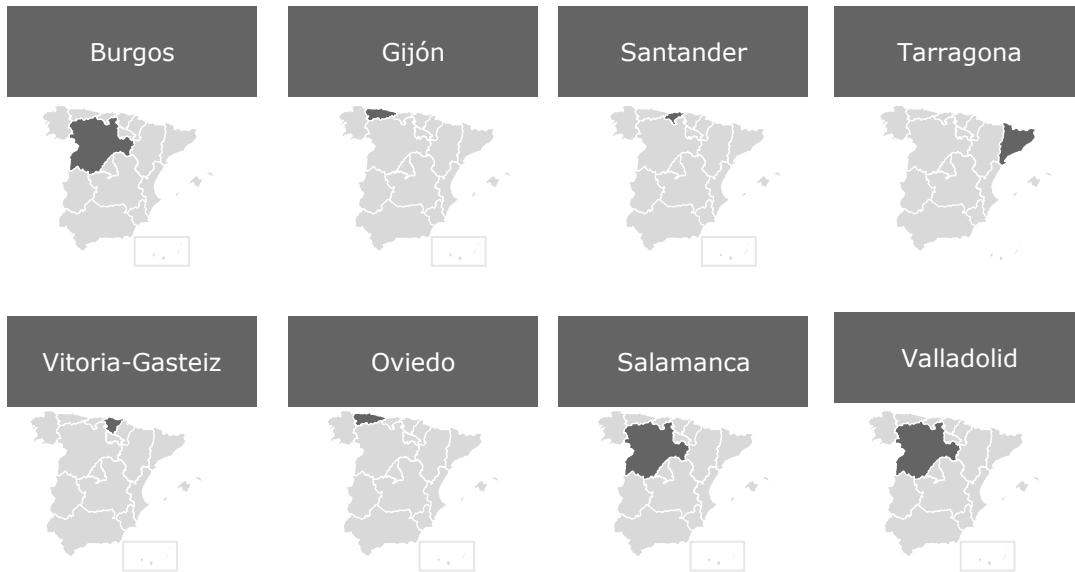 Burgos
Gijón
Santander
Tarragona
Vitoria-Gasteiz
Oviedo
Salamanca
Valladolid